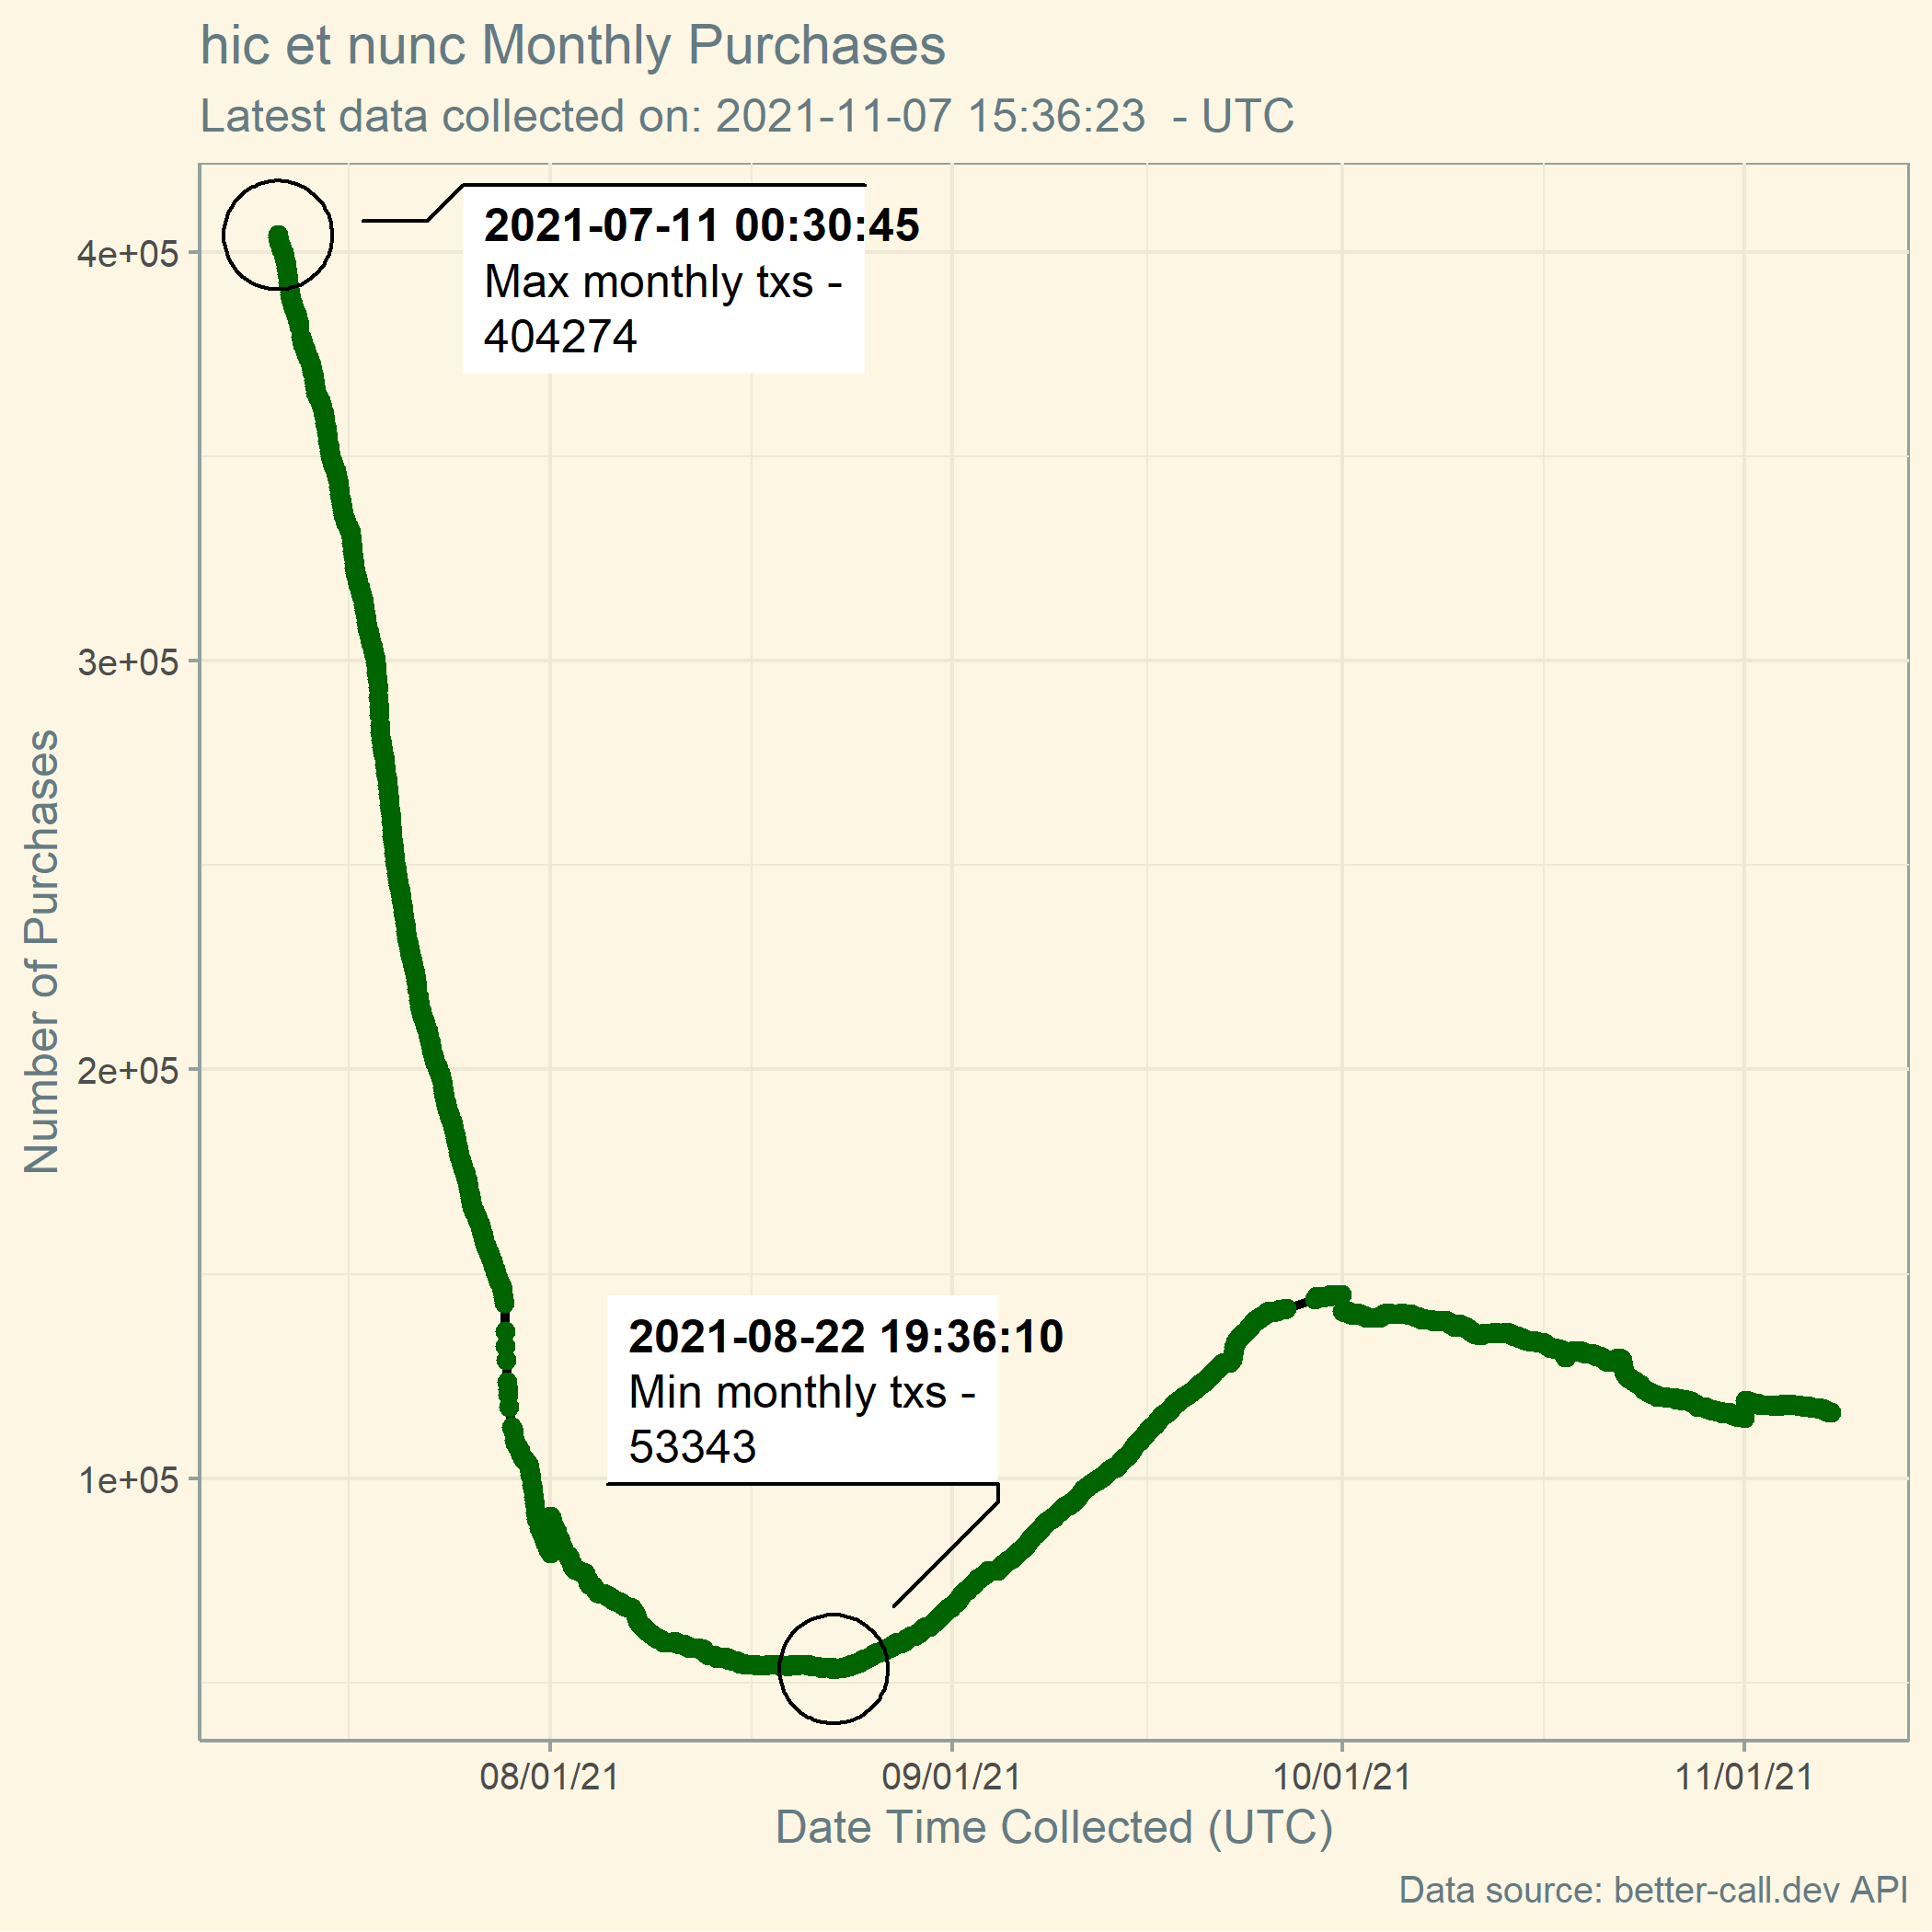 hic et nunc Monthly Purchases
Latest data collected on: 2021-11-07 15:36:23  - UTC
2021-07-11 00:30:45
Max monthly txs -
404274
4e+05
3e+05
2e+05
1e+05
Number of Purchases
2021-08-22 19:36:10
Min monthly txs -
53343
08/01/21
09/01/21
10/01/21
11/01/21
Date Time Collected (UTC)
Data source: better-call.dev API